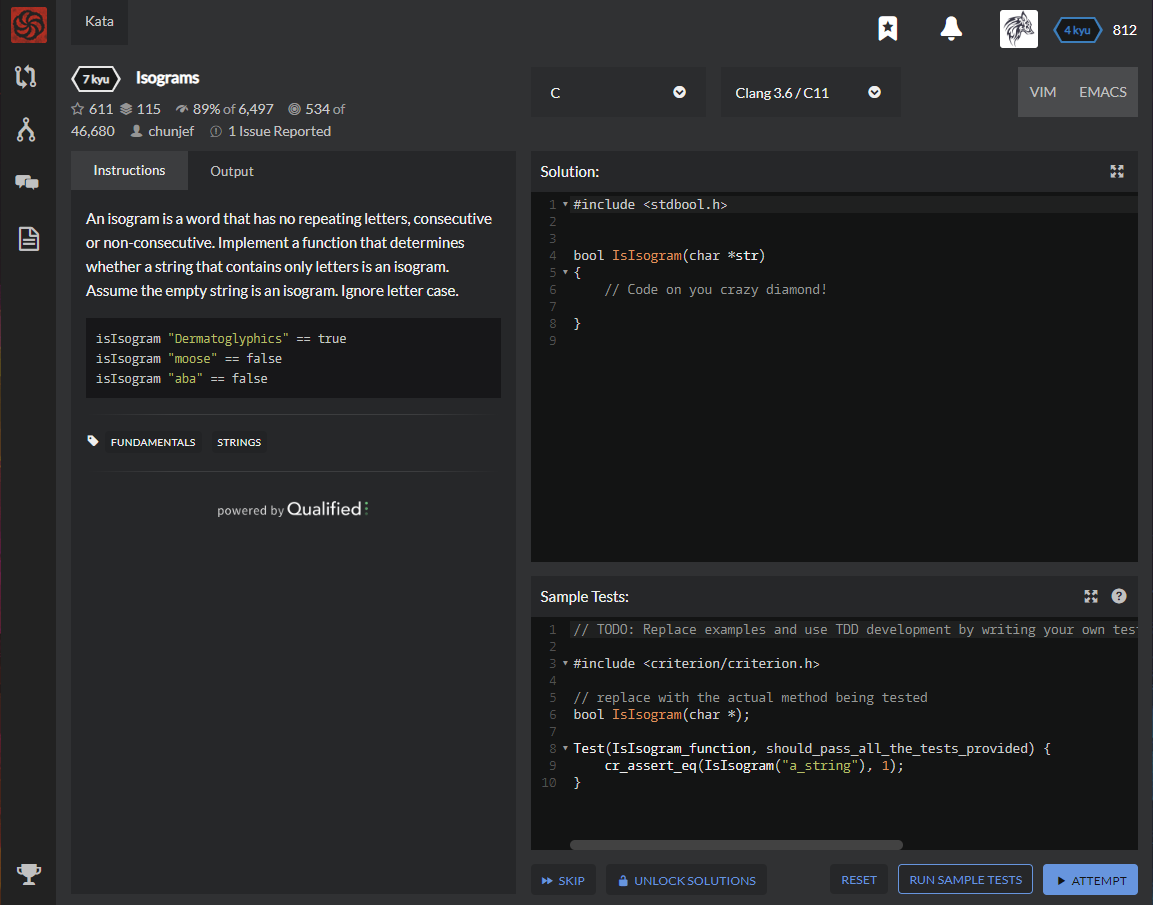 Kata
4 kyu
812
7 kyu
Isograms
611 115 89% of 6,497 534 of
46,680 chunjef 1 Issue Reported
C
Clang 3.6 / C11
VIM EMACS
Instructions
Output
An isogram is a word that has no repeating letters, consecutive
or non-consecutive. Implement a function that determines
whether a string that contains only letters is an isogram.
Assume the empty string is an isogram. Ignore letter case.
isIsogram "Dermatoglyphics" == true
isIsogram "moose" == false
isIsogram "aba" == false
FUNDAMENTALS STRINGS
powered by Qualified
Solution:
1 #include <stdbool.h>
2
3
4 bool IsIsogram(char *str)
5 {
6 // Code on you crazy diamond!
7
8 }
9
Sample Tests:
?
1 // TODO: Replace examples and use TDD development by writing your own tes
2
3 #include <criterion/criterion.h>
4
5 // replace with the actual method being tested
6 bool IsIsogram(char *);
7
8 Test(IsIsogram_function, should_pass_all_the_tests_provided) {
9 cr_assert_eq(IsIsogram("a_string"), 1);
10 }
SKIP
UNLOCK SOLUTIONS
RESET
RUN SAMPLE TESTS
ATTEMPT